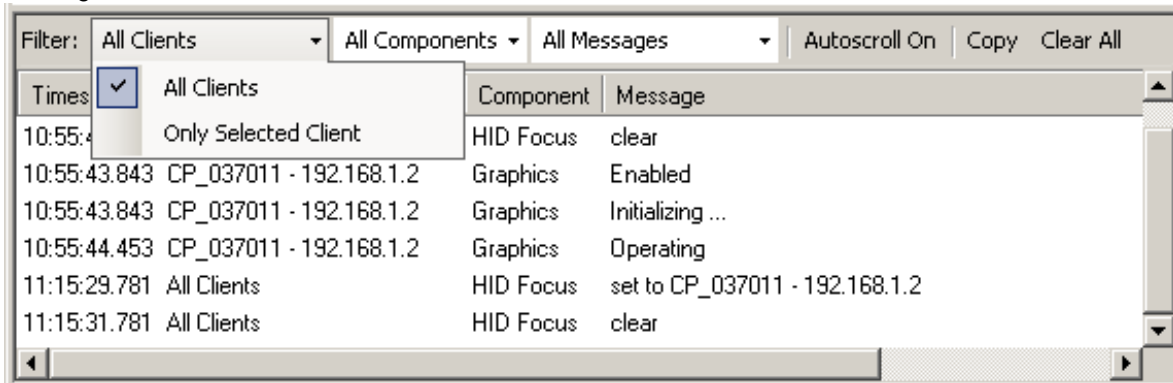 Filter: All Clients All Components All Messages Autoscroll On Copy Clear All
Times Component Message
All Clients
Only Selected Client
10:55:4 HID Focus clear
10:55:43.843 CP_037011 - 192.168.1.2 Graphics Enabled
10:55:43.843 CP_037011 - 192.168.1.2 Graphics Initializing ...
10:55:44.453 CP_037011 - 192.168.1.2 Graphics Operating
11:15:29.781 All Clients HID Focus set to CP_037011 - 192.168.1.2
11:15:31.781 All Clients HID Focus clear